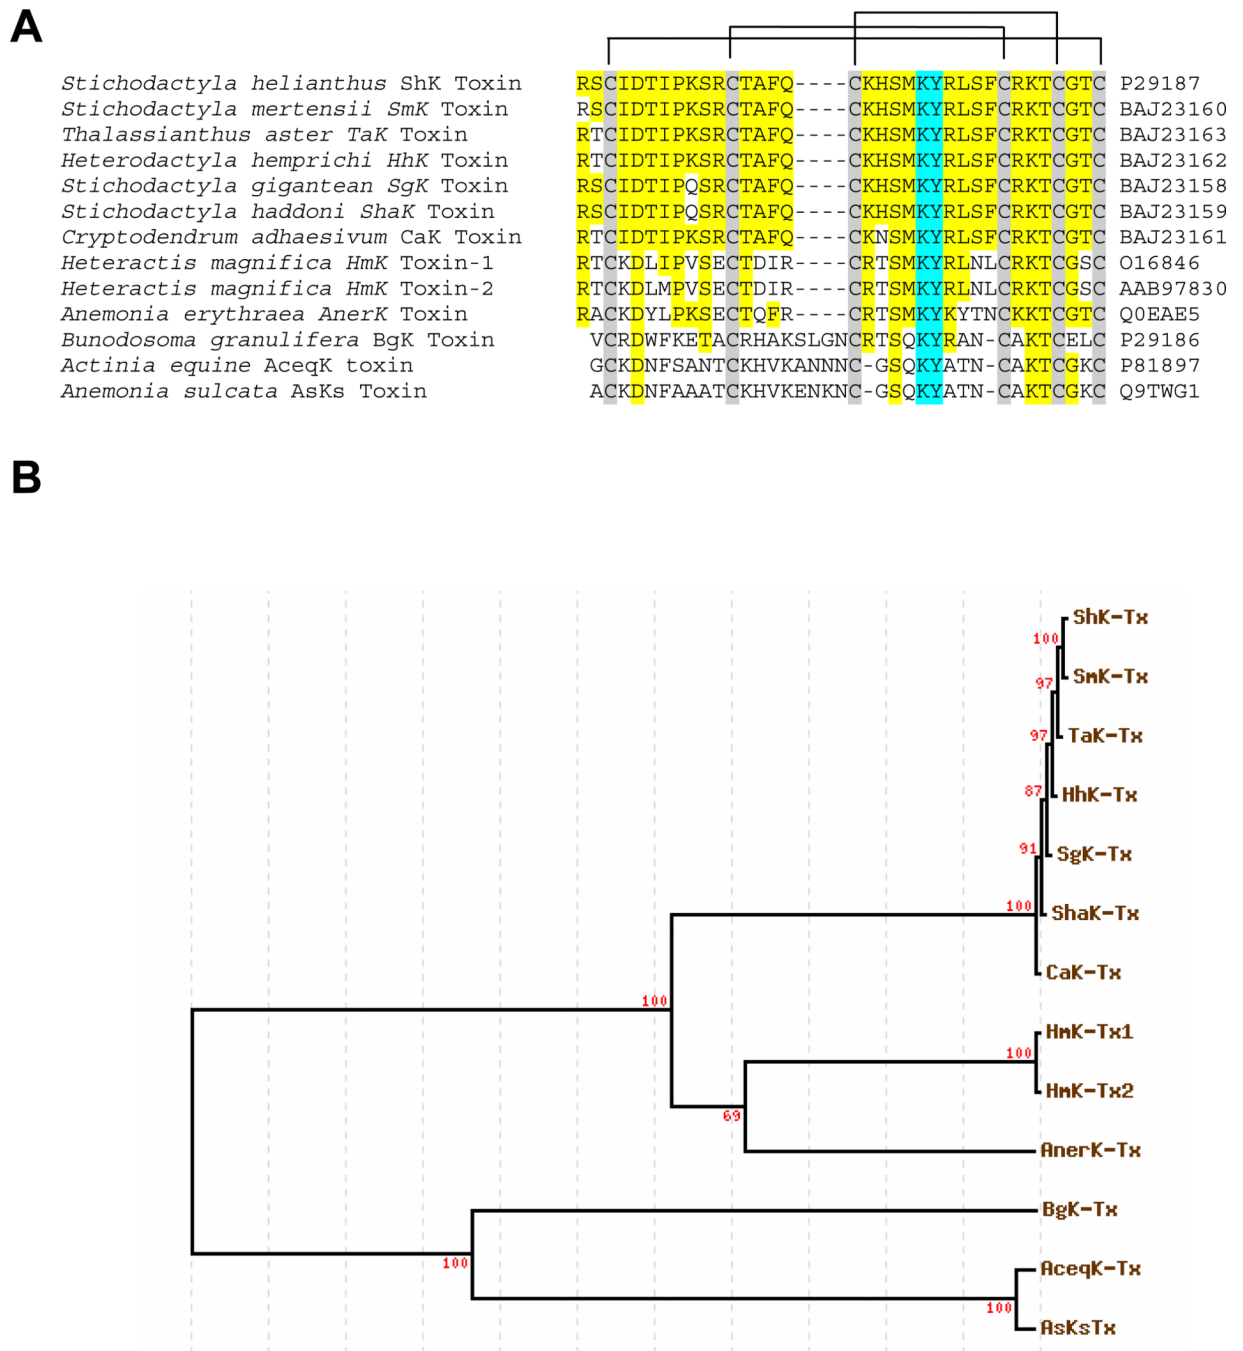 A
Stichodactyla helianthus ShK Toxin RSCIDTIPKSRCTAFQ----CKHSMKYRLSFCRKTCGTC P29187
Stichodactyla mertensii SmK Toxin RSCIDTIPKSRCTAFQ----CKHSMKYRLSFCRKTCGTC BAJ23160
Thalassianthus aster TaK Toxin RTCIDTIPKSRCTAFQ----CKHSMKYRLSFCRKTCGTC BAJ23163
Heterodactyla hemprichi HhK Toxin RTCIDTIPKSRCTAFQ----CKHSMKYRLSFCRKTCGTC BAJ23162
Stichodactyla gigantean SgK Toxin RSCIDTIPQSRCTAFQ----CKHSMKYRLSFCRKTCGTC BAJ23158
Stichodactyla haddoni ShaK Toxin RSCIDTIPQSRCTAFQ----CKHSMKYRLSFCRKTCGTC BAJ23159
Cryptodendrum adhaesivum CaK Toxin RTCIDTIPKSRCTAFQ----CKNSMKYRLSFCRKTCGTC BAJ23161
Heteractis magnifica HmK Toxin-1 RTCKDLIPVSECTDIR----CRTSMKYRLNLCRKTCGSC O16846
Heteractis magnifica HmK Toxin-2 RTCKDLMPVSECTDIR----CRTSMKYRLNLCRKTCGSC AAB97830
Anemonia erythraea AnerK Toxin RACKDYLPKSECTQFR----CRTSMKYKYTNCKKTCGTC Q0EAE5
Bunodosoma granulifera BgK Toxin VCRDWFKETACRHAKSLGNCRTSQKYRAN-CAKTCELC P29186
Actinia equine AceqK toxin GCKDNFSANTCKHVKANNNC-GSQKYATN-CAKTCGKC P81897
Anemonia sulcata AsKs Toxin ACKDNFAAATCKHVKENKNC-GSQKYATN-CAKTCGKC Q9TWG1
B
ShK-Tx
100
SmK-Tx
97
TaK-Tx
97
HhK-Tx
87
SgK-Tx
91
ShaK-Tx
100
CaK-Tx
100
HmK-Tx1
100
HmK-Tx2
69
AnerK-Tx
BgK-Tx
100
AceqK-Tx
100
AsKsTx